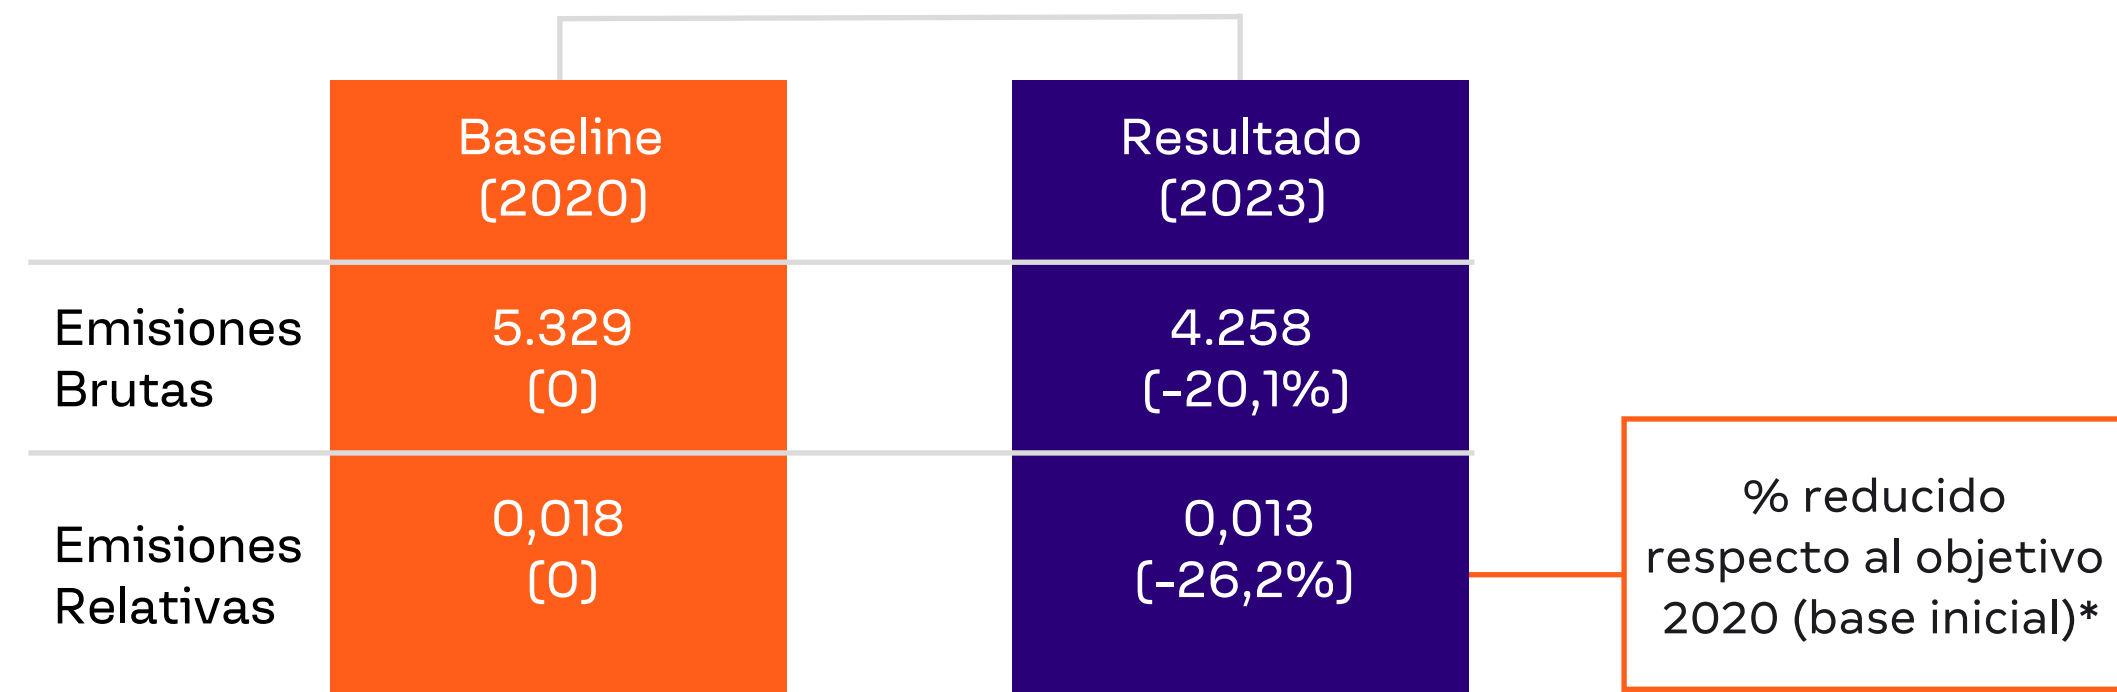 Baseline
(2020)
Resultado
(2023)
Emisiones
Brutas
5.329
(0)
4.258
(-20,1%)
Emisiones
Relativas
0,018
(0)
0,013
(-26,2%)
% reducido
respecto al objetivo
2020 (base inicial)*